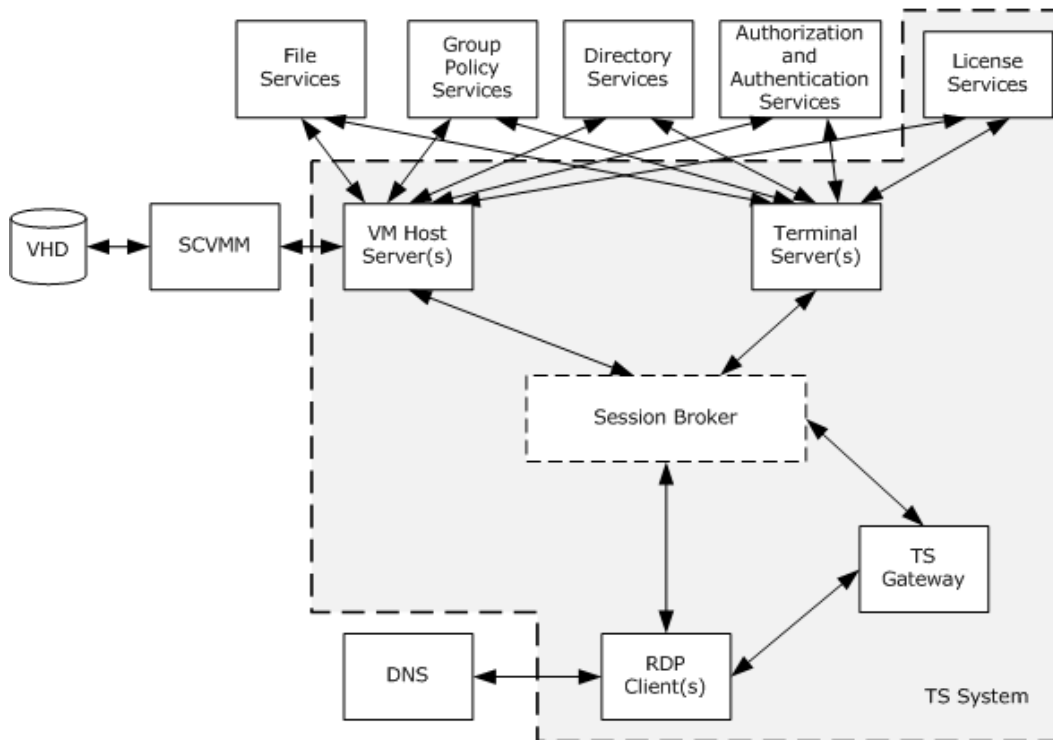 File
Services
Group
Policy
Services
Directory
Services
Authorization
and
Authentication
Services
License
Services
VHD
SCVMM
VM Host
Server(s)
Terminal
Server(s)
Session Broker
TS
Gateway
DNS
RDP
Client(s)
TS System